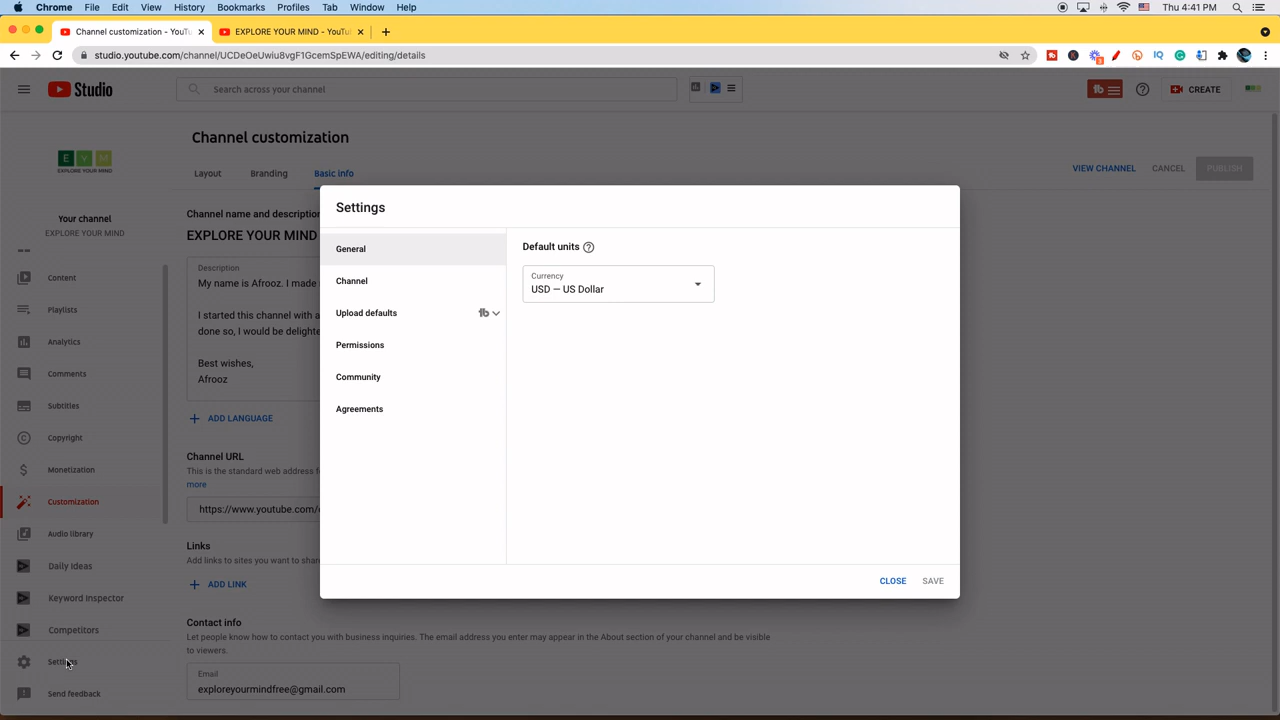 Chrome File Edit View History Bookmarks Profiles Tab Window Help
Thu 4:41 PM
Channel customization - YouTu
EXPLORE YOUR MIND - YouTu
studio.youtube.com/channel/UCDeOeUwiu8vgF1GcemSpEWA/editing/details
Studio
Search across your channel
CREATE
Channel customization
Layout Branding Basic info
VIEW CHANNEL CANCEL PUBLISH
E Y M
EXPLORE YOUR MIND
Your channel
EXPLORE YOUR MIND
Content
Playlists
Analytics
Comments
Subtitles
Copyright
Monetization
Customization
Audio library
Daily Ideas
Keyword Inspector
Competitors
Settings
Send feedback
Channel name and description
EXPLORE YOUR MIND
Description
My name is Afrooz. I made
I started this channel with a
done so, I would be delighte
Best wishes,
Afrooz
ADD LANGUAGE
Channel URL
This is the standard web address f
more
https://www.youtube.com/c
Links
Add links to sites you want to shar
ADD LINK
Contact info
Let people know how to contact you with business inquiries. The email address you enter may appear in the About section of your channel and be visible
to viewers.
Email
exploreyourmindfree@gmail.com
Settings
General
Channel
Upload defaults
Permissions
Community
Agreements
Default units
Currency
USD — US Dollar
CLOSE SAVE